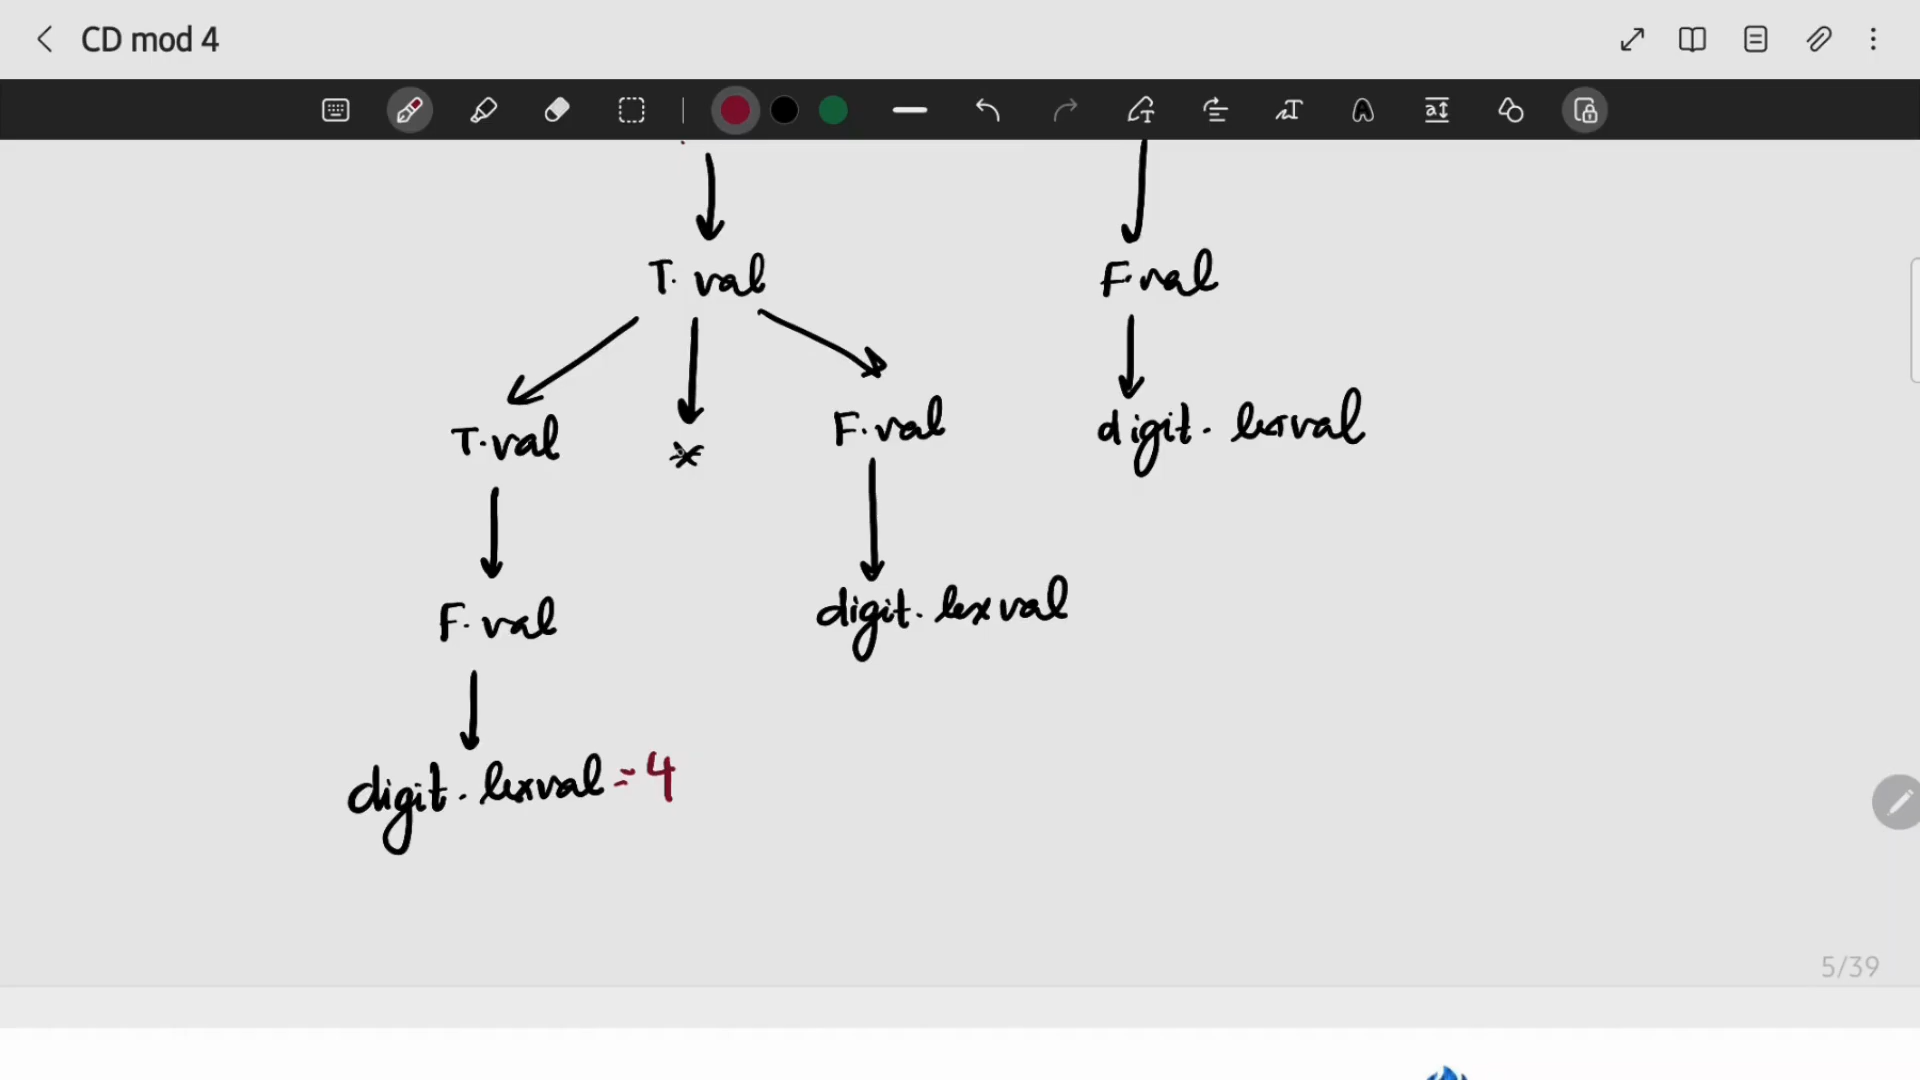 CD mod 4
T. val
F.val
T.val
*
F.val
digit. lexval
F. val
digit. lexval
digit. lexval = 4
5/39